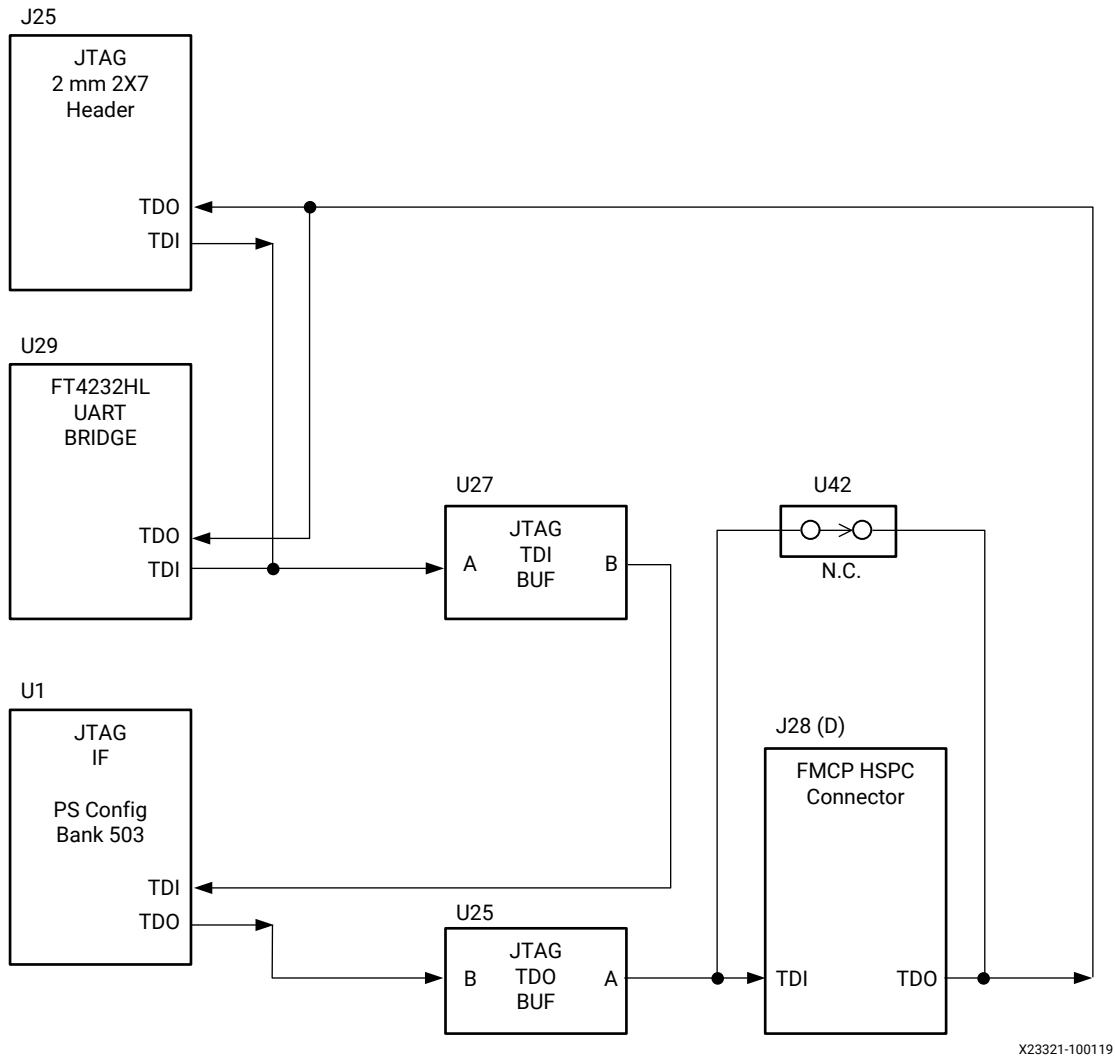 J25
JTAG
2 mm 2X7
Header
TDO
TDI
U29
FT4232HL
UART
BRIDGE
TDO
TDI
U27
JTAG
TDI
BUF
A
B
U42
N.C.
U1
JTAG
IF
PS Config
Bank 503
TDI
TDO
U25
JTAG
TDO
BUF
B
A
J28 (D)
FMCP HSPC
Connector
TDI
TDO
X23321-100119